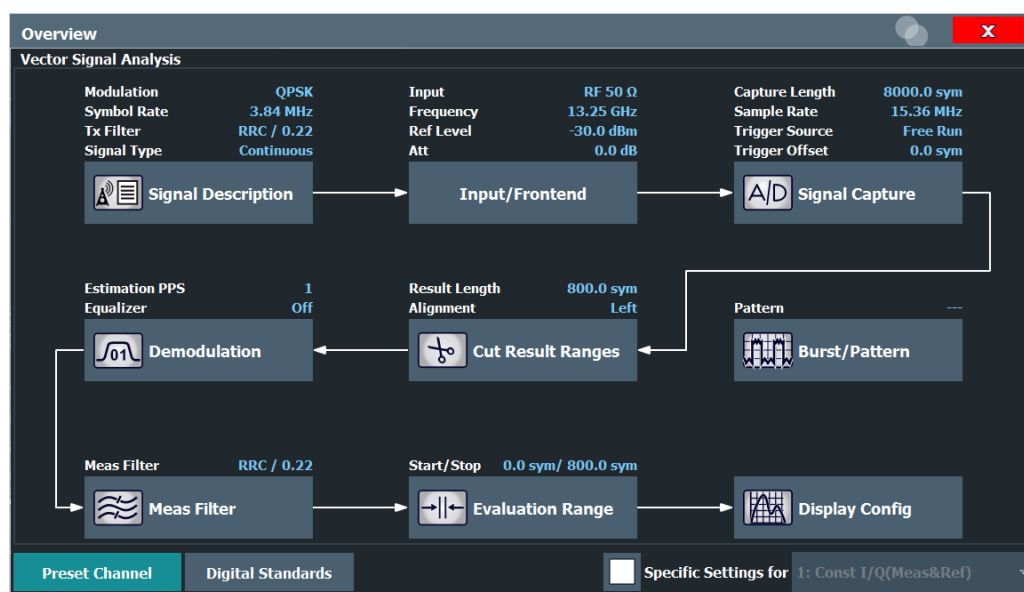 Overview
X
Vector Signal Analysis
Modulation QPSK
Symbol Rate 3.84 MHz
Tx Filter RRC / 0.22
Signal Type Continuous
Signal Description
Input RF 50 Ω
Frequency 13.25 GHz
Ref Level -30.0 dBm
Att 0.0 dB
Input/Frontend
Capture Length 8000.0 sym
Sample Rate 15.36 MHz
Trigger Source Free Run
Trigger Offset 0.0 sym
A/D Signal Capture
Estimation PPS 1
Equalizer Off
01 Demodulation
Result Length 800.0 sym
Alignment Left
Cut Result Ranges
Pattern ---
Burst/Pattern
Meas Filter RRC / 0.22
Meas Filter
Start/Stop 0.0 sym/ 800.0 sym
Evaluation Range
Display Config
Preset Channel
Digital Standards
Specific Settings for 1: Const I/Q(Meas&Ref)